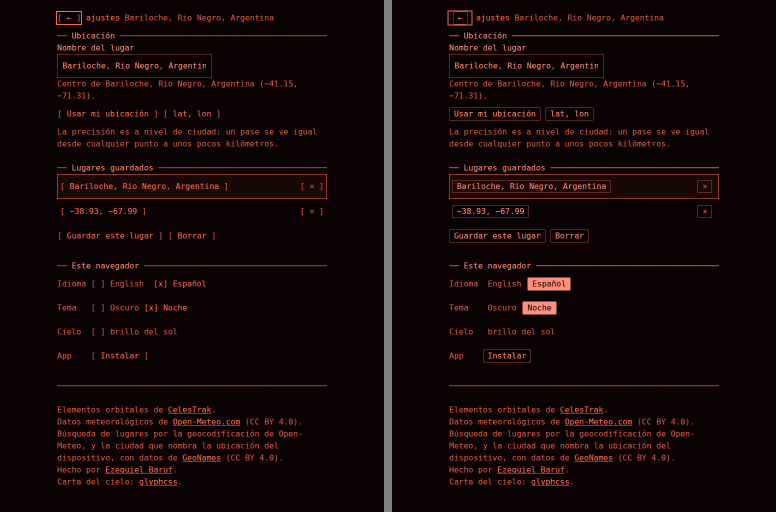 [ ← ] ajustes Bariloche, Rio Negro, Argentina
Ubicación
Nombre del lugar
Bariloche, Rio Negro, Argentin
Centro de Bariloche, Rio Negro, Argentina (−41.15,
−71.31).
[ Usar mi ubicación ] [ lat, lon ]
La precisión es a nivel de ciudad: un pase se ve igual
desde cualquier punto a unos pocos kilómetros.
Lugares guardados
[ Bariloche, Rio Negro, Argentina ] [ × ]
[ −38.93, −67.99 ] [ × ]
[ Guardar este lugar ] [ Borrar ]
Este navegador
Idioma [ ] English [x] Español
Tema [ ] Oscuro [x] Noche
Cielo [ ] brillo del sol
App [ Instalar ]
Elementos orbitales de CelesTrak.
Datos meteorológicos de Open-Meteo.com (CC BY 4.0).
Búsqueda de lugares por la geocodificación de Open-
Meteo, y la ciudad que nombra la ubicación del
dispositivo, con datos de GeoNames (CC BY 4.0).
Hecho por Ezequiel Baruf.
Carta del cielo: glyphcss.
← ajustes Bariloche, Rio Negro, Argentina
Ubicación
Nombre del lugar
Bariloche, Rio Negro, Argentin
Centro de Bariloche, Rio Negro, Argentina (−41.15,
−71.31).
Usar mi ubicación lat, lon
La precisión es a nivel de ciudad: un pase se ve igual
desde cualquier punto a unos pocos kilómetros.
Lugares guardados
Bariloche, Rio Negro, Argentina ×
−38.93, −67.99 ×
Guardar este lugar Borrar
Este navegador
Idioma English Español
Tema Oscuro Noche
Cielo brillo del sol
App Instalar
Elementos orbitales de CelesTrak.
Datos meteorológicos de Open-Meteo.com (CC BY 4.0).
Búsqueda de lugares por la geocodificación de Open-
Meteo, y la ciudad que nombra la ubicación del
dispositivo, con datos de GeoNames (CC BY 4.0).
Hecho por Ezequiel Baruf.
Carta del cielo: glyphcss.